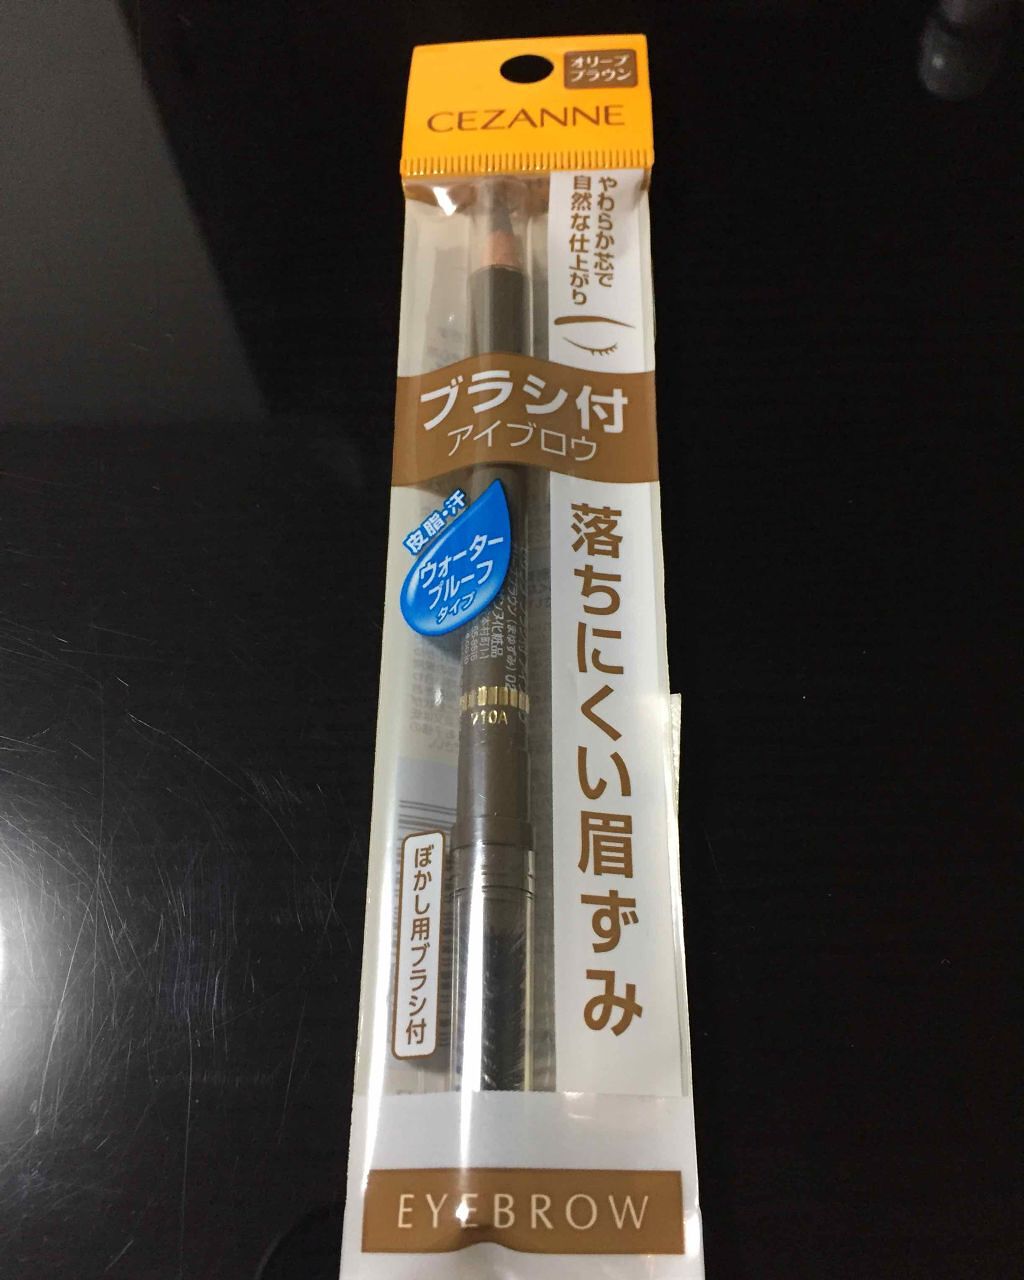 オリーブ
ブラウン
CEZANNE
やわらか芯で
自然な仕上がり
ブラシ付
アイブロウ
皮脂・汗
ウォーター
プルーフ
タイプ
落ちにくい眉ずみ
710A
ぼかし用ブラシ付
EYEBROW